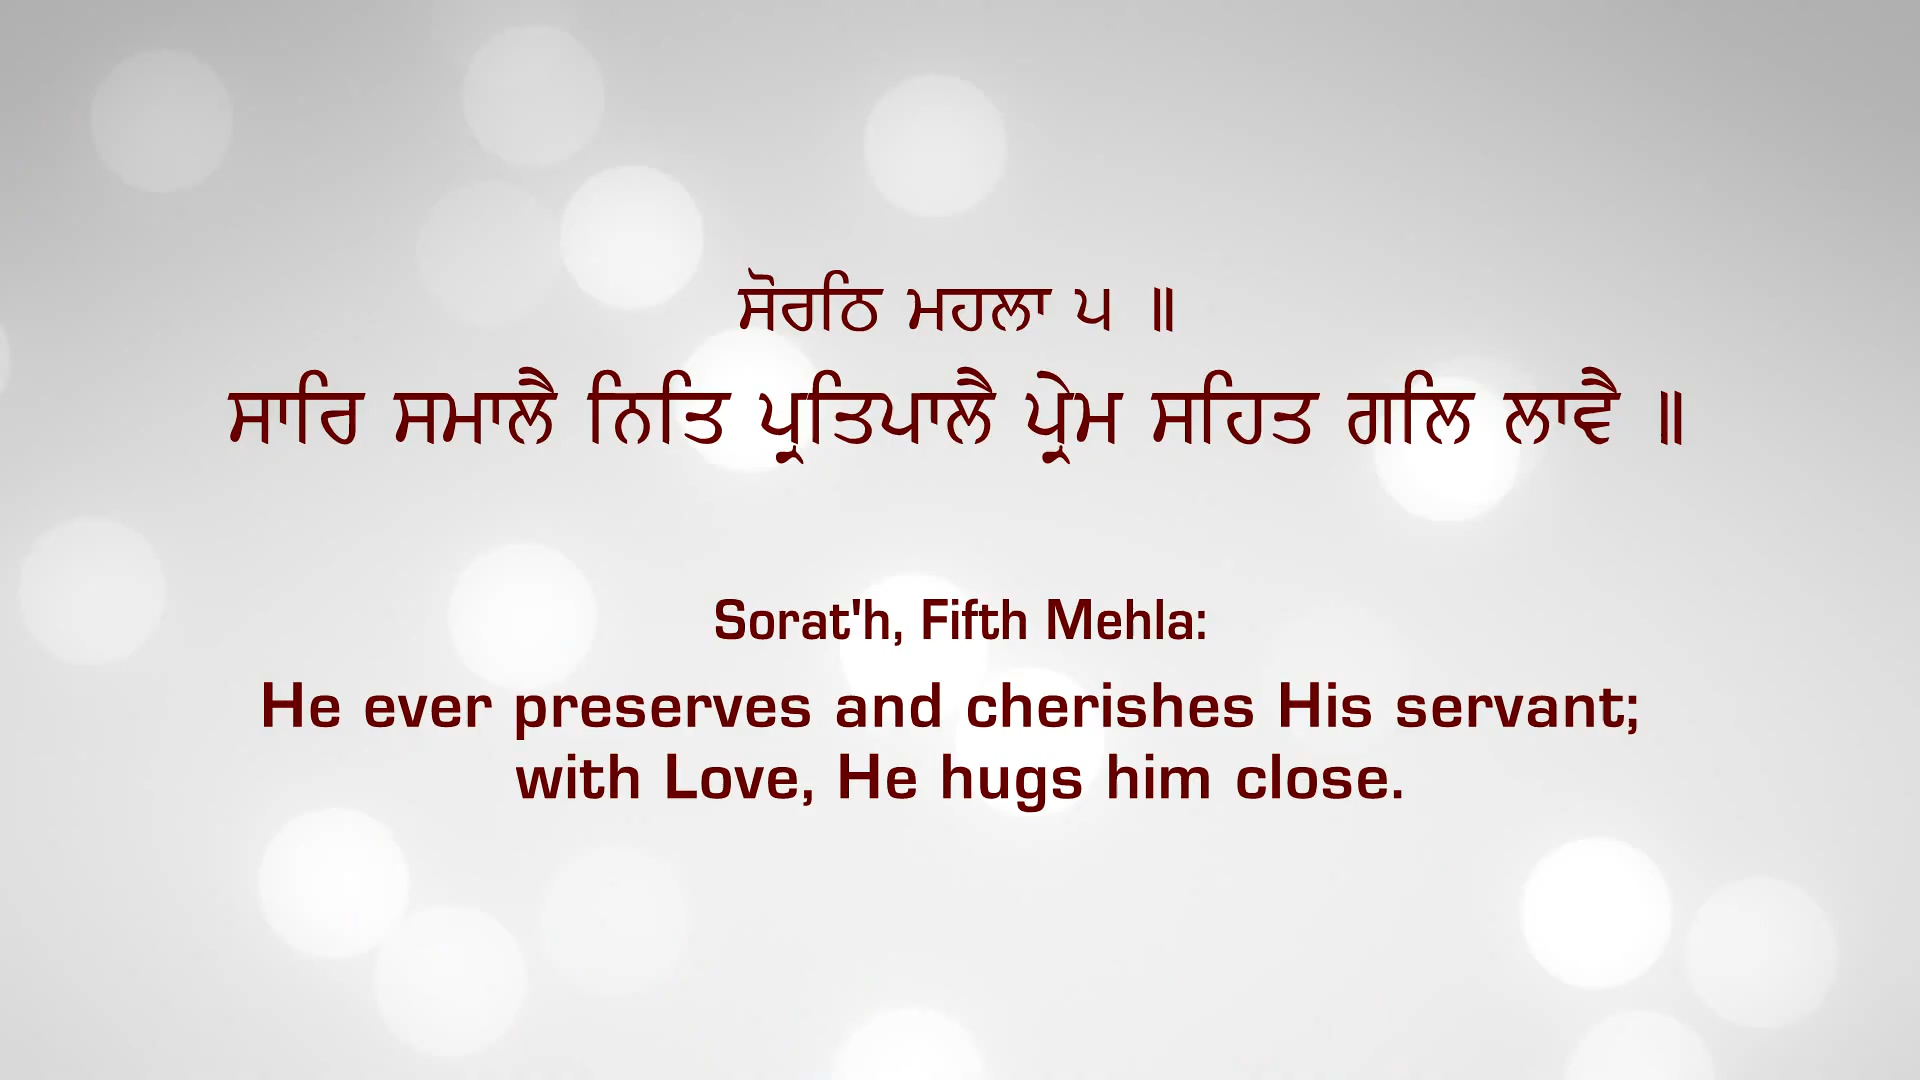 ਸੋਰਠਿ ਮਹਲਾ ੫ ॥
ਸਾਰਿ ਸਮਾਲੈ ਨਿਤਿ ਪ੍ਰਤਿਪਾਲੈ ਪ੍ਰੇਮ ਸਹਿਤ ਗਲਿ ਲਾਵੈ ॥
Sorat'h, Fifth Mehla:
He ever preserves and cherishes His servant;
with Love, He hugs him close.